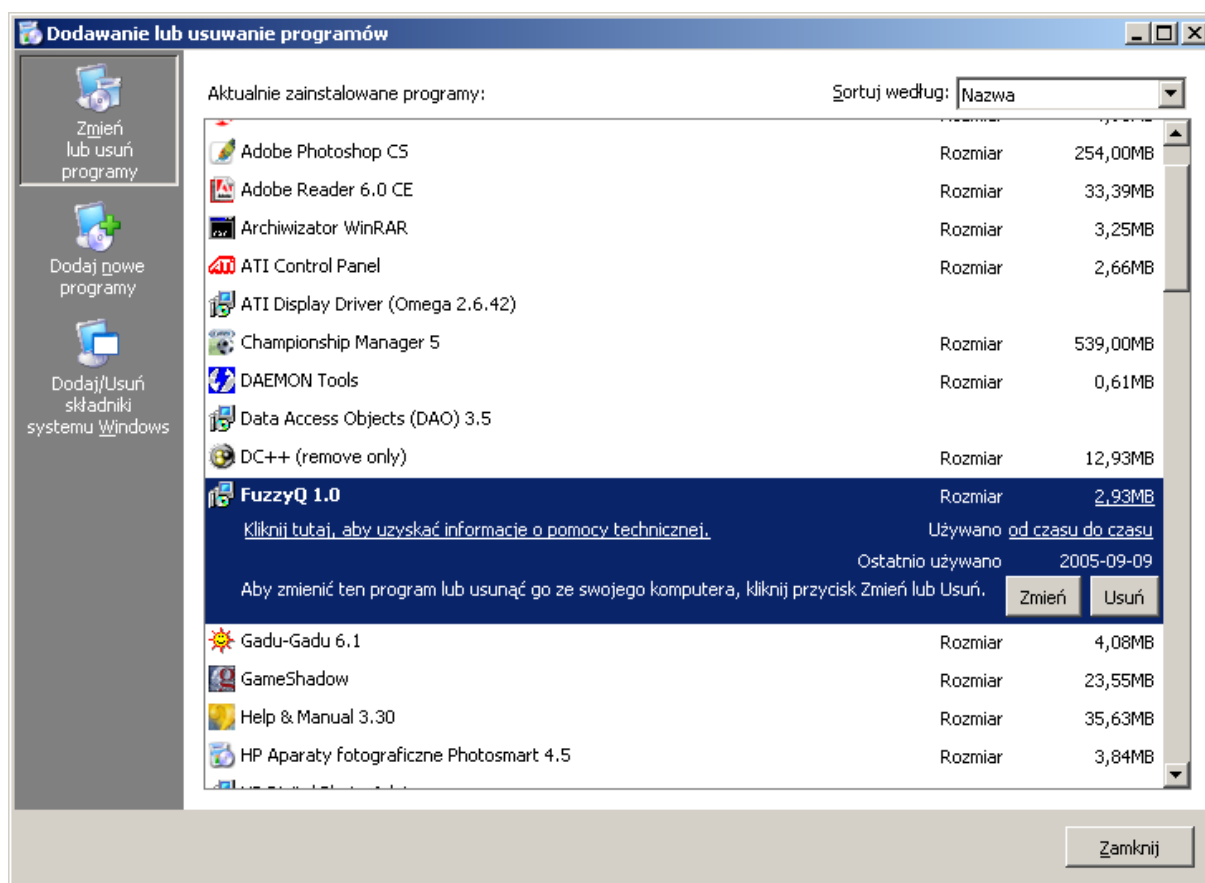 Dodawanie lub usuwanie programów
Zmień
lub usuń
programy
Dodaj nowe
programy
Dodaj/Usuń
składniki
systemu Windows
Aktualnie zainstalowane programy: Sortuj według: Nazwa
Adobe Photoshop CS Rozmiar 254,00MB
Adobe Reader 6.0 CE Rozmiar 33,39MB
Archiwizator WinRAR Rozmiar 3,25MB
ATI Control Panel Rozmiar 2,66MB
ATI Display Driver (Omega 2.6.42)
Championship Manager 5 Rozmiar 539,00MB
DAEMON Tools Rozmiar 0,61MB
Data Access Objects (DAO) 3.5
DC++ (remove only) Rozmiar 12,93MB
FuzzyQ 1.0 Rozmiar 2,93MB
Kliknij tutaj, aby uzyskać informacje o pomocy technicznej. Używano od czasu do czasu
Ostatnio używano 2005-09-09
Aby zmienić ten program lub usunąć go ze swojego komputera, kliknij przycisk Zmień lub Usuń. Zmień Usuń
Gadu-Gadu 6.1 Rozmiar 4,08MB
GameShadow Rozmiar 23,55MB
Help & Manual 3.30 Rozmiar 35,63MB
HP Aparaty fotograficzne Photosmart 4.5 Rozmiar 3,84MB
Zamknij